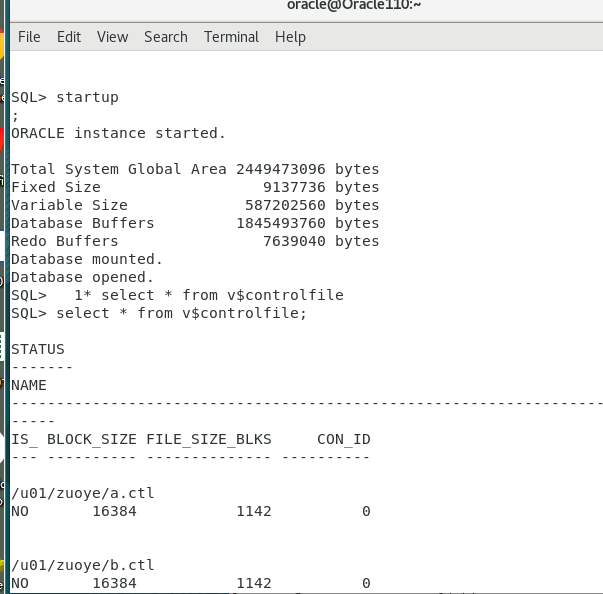 oracle@Oracle110:~
File Edit View Search Terminal Help
SQL> startup
;
ORACLE instance started.
Total System Global Area 2449473096 bytes
Fixed Size 9137736 bytes
Variable Size 587202560 bytes
Database Buffers 1845493760 bytes
Redo Buffers 7639040 bytes
Database mounted.
Database opened.
SQL>   1* select * from v$controlfile
SQL> select * from v$controlfile;
STATUS
-------
NAME
--------------------------------------------------------------------------------
-----
IS_ BLOCK_SIZE FILE_SIZE_BLKS     CON_ID
--- ---------- -------------- ----------
/u01/zuoye/a.ctl
NO       16384           1142          0
/u01/zuoye/b.ctl
NO       16384           1142          0